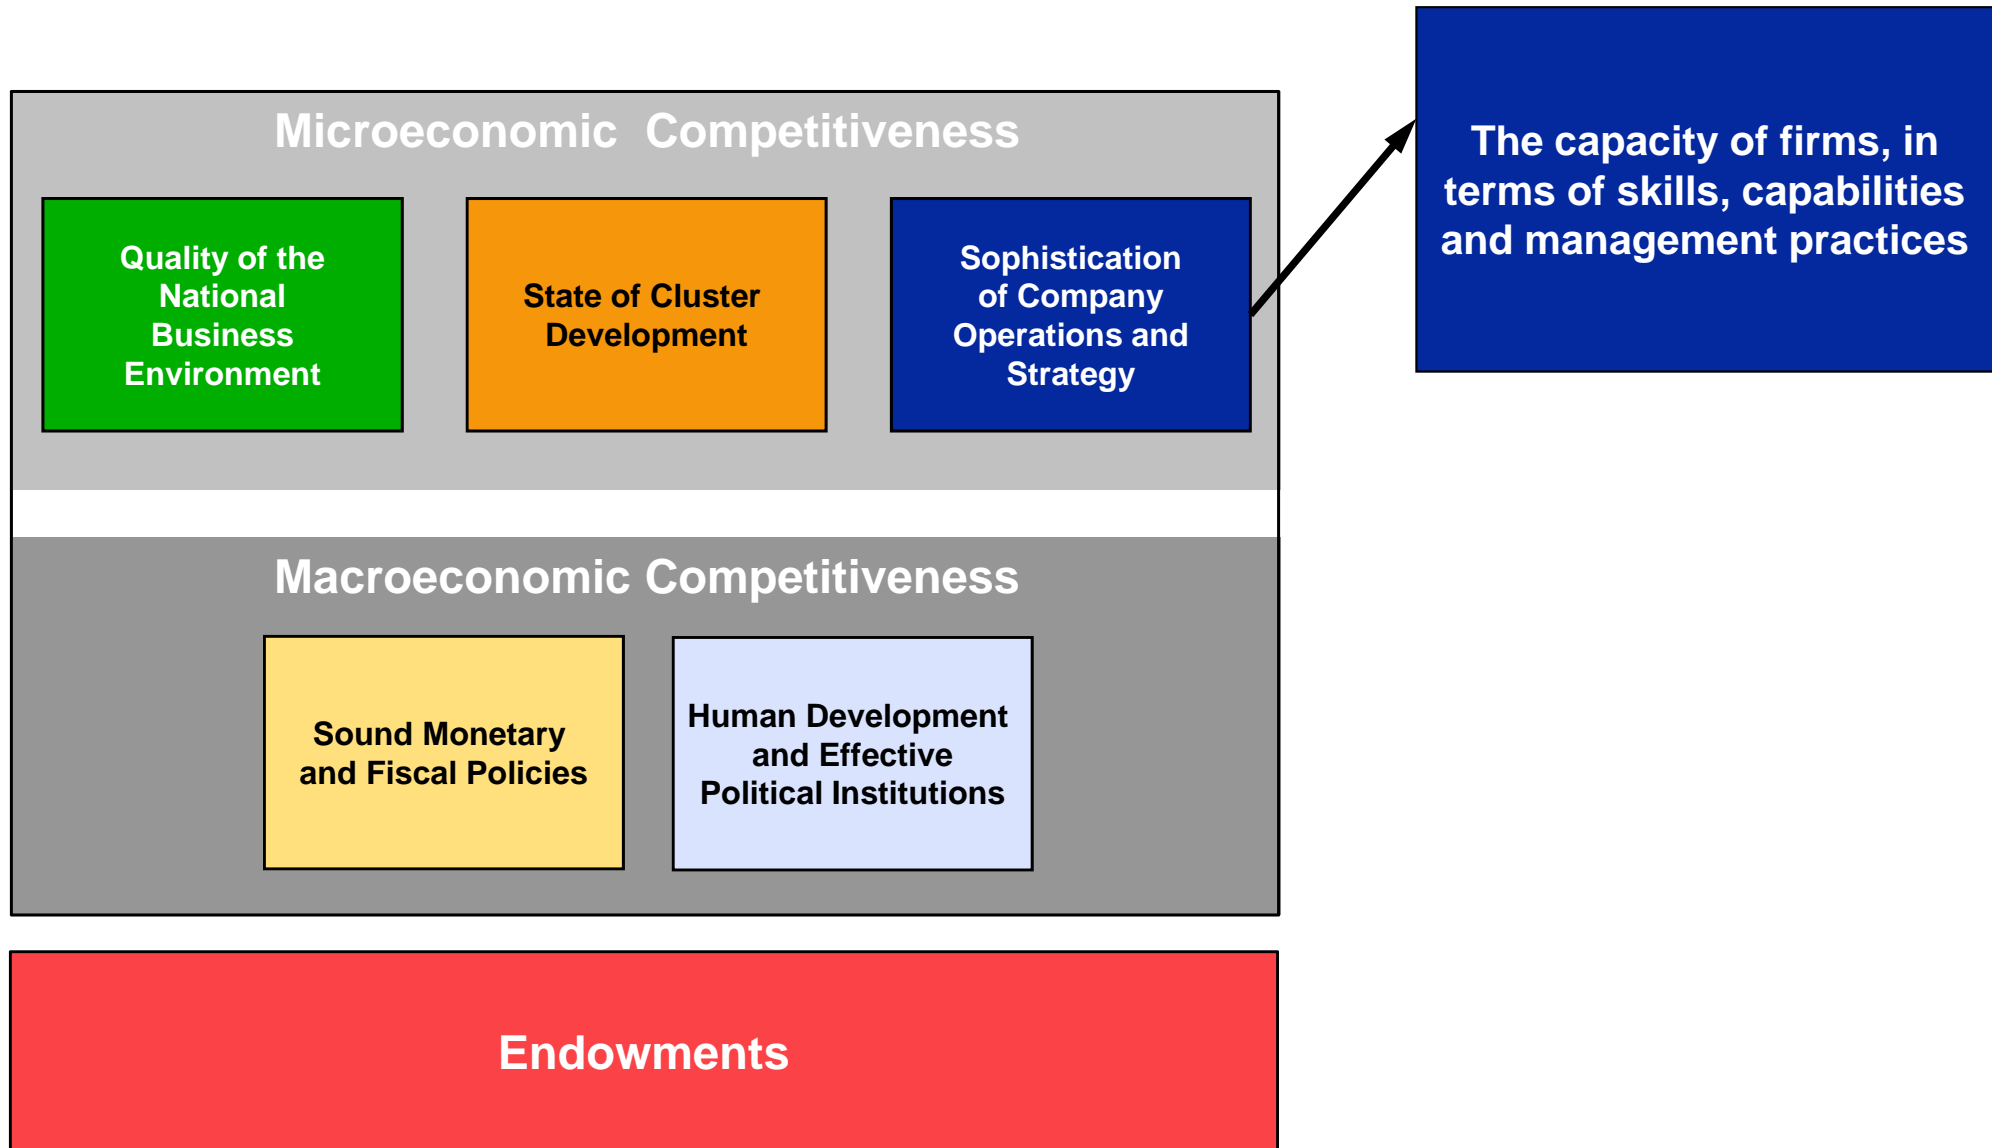 Microeconomic  Competitiveness
Quality of the
National
Business
Environment
State of Cluster
Development
Sophistication
of Company
Operations and
Strategy
The capacity of firms, in
terms of skills, capabilities
and management practices
Macroeconomic Competitiveness
Sound Monetary
and Fiscal Policies
Human Development
and Effective
Political Institutions
Endowments